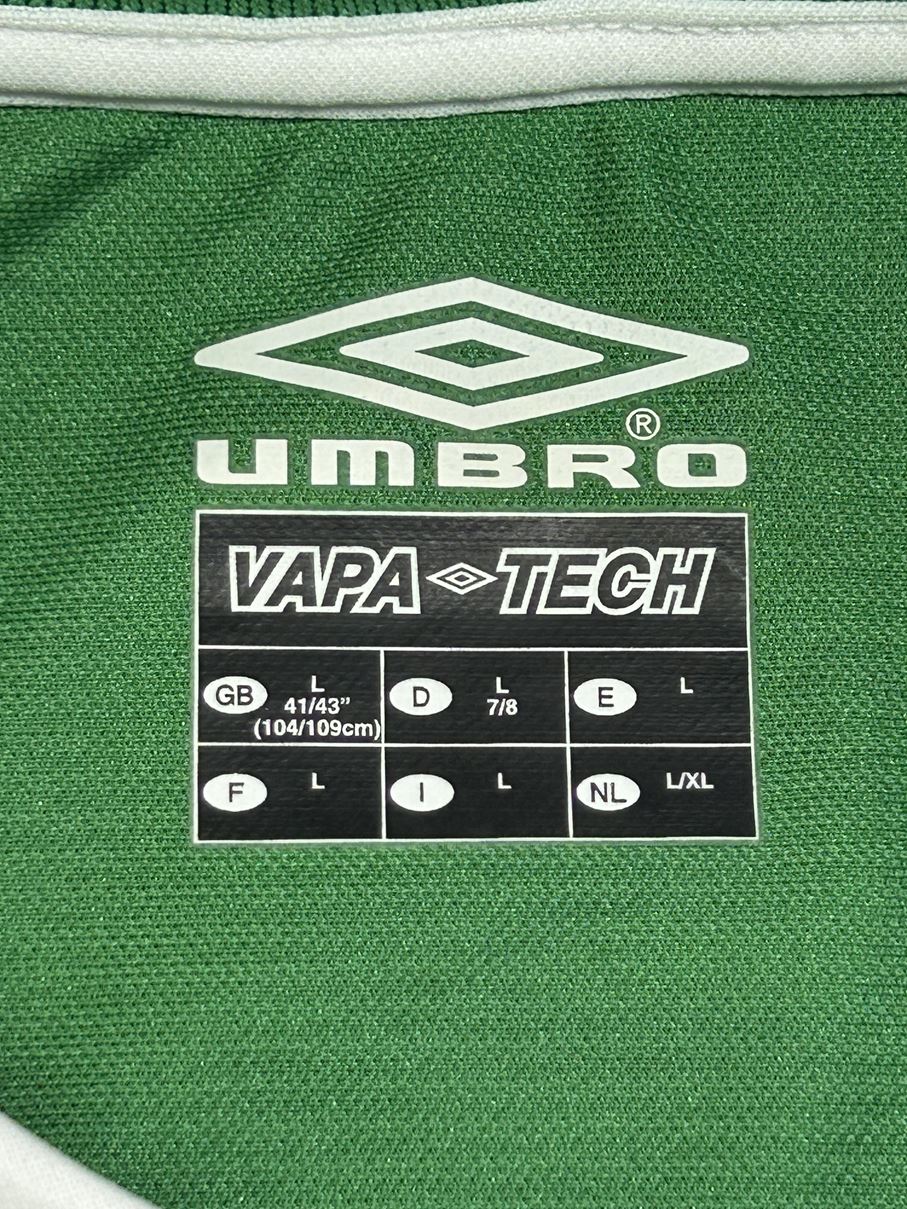 ®
UMBRO
VAPA TECH
GB L 41/43” (104/109cm)
D L 7/8
E L
F L
I L
NL L/XL